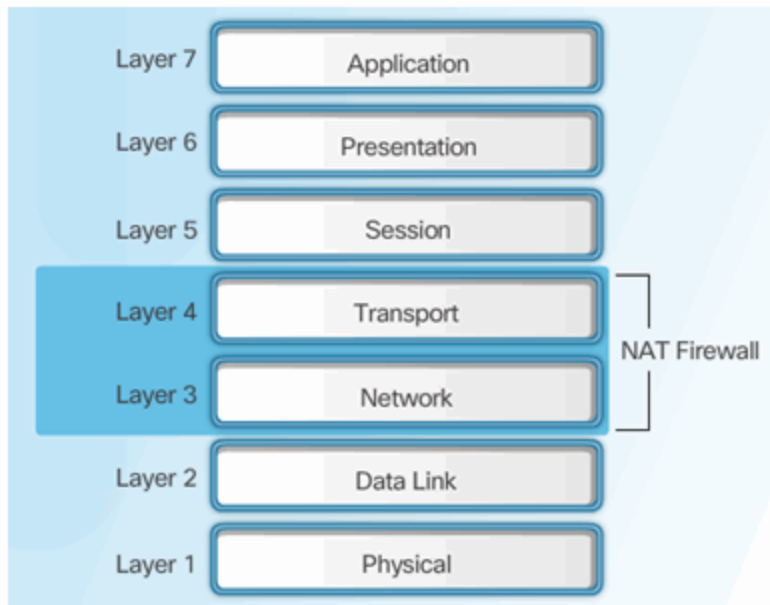 Layer 7 Application
Layer 6 Presentation
Layer 5 Session
Layer 4 Transport
NAT Firewall
Layer 3 Network
Layer 2 Data Link
Layer 1 Physical